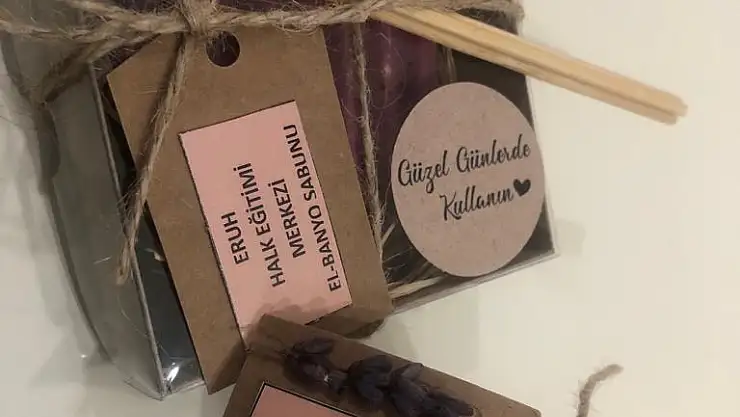 ERUH
HALK EĞİTİMİ
MERKEZİ
EL-BANYO SABUNU
Güzel Günlerde
Kullanın